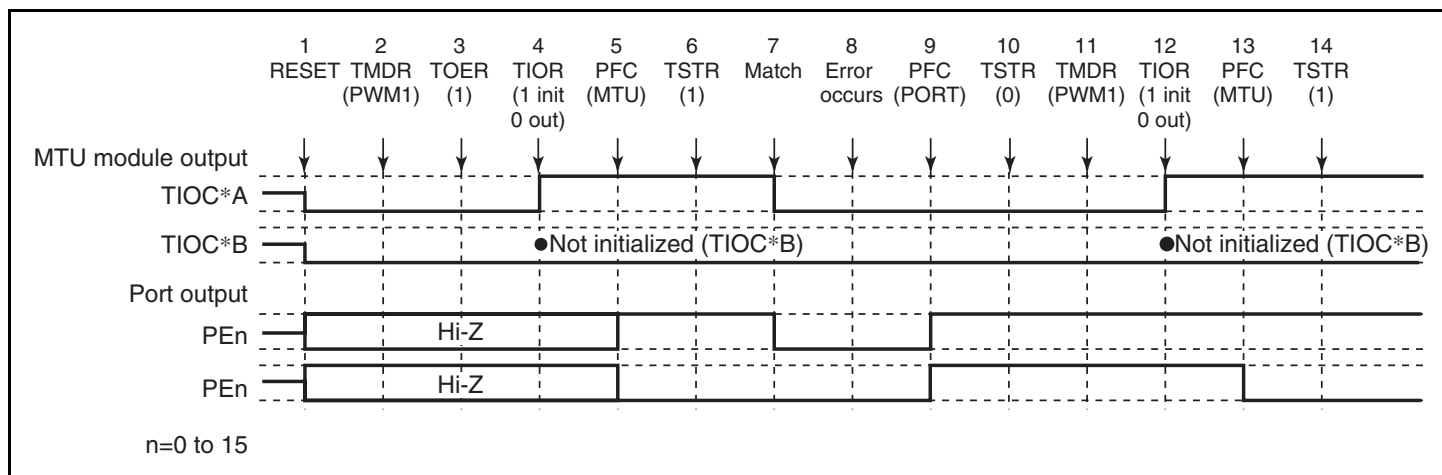 1 2 3 4 5 6 7 8 9 10 11 12 13 14
RESET TMDR TOER TIOR PFC TSTR Match Error PFC TSTR TMDR TIOR PFC TSTR
(PWM1) (1) (1 init (MTU) (1) occurs (PORT) (0) (PWM1) (1 init (MTU) (1)
0 out) 0 out)
MTU module output
TIOC*A
TIOC*B ●Not initialized (TIOC*B) ●Not initialized (TIOC*B)
Port output
PEn Hi-Z
PEn Hi-Z
n=0 to 15